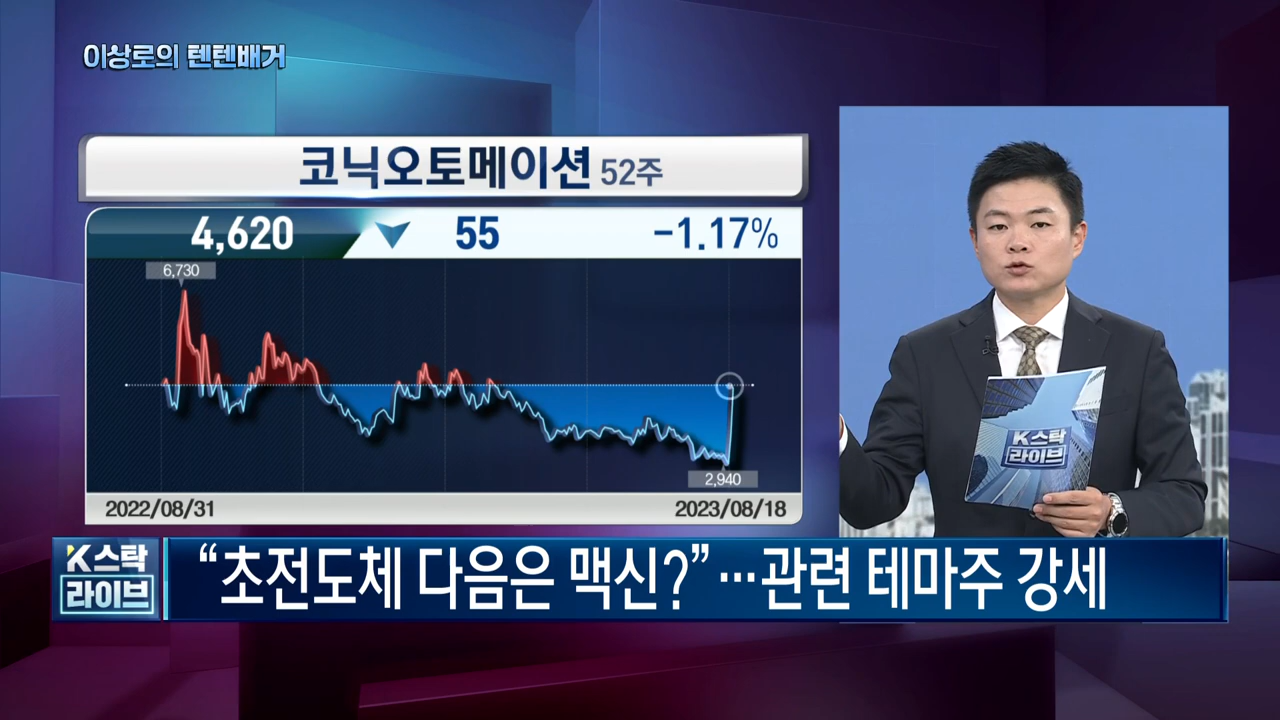 이상로의 텐텐배거
코닉오토메이션 52주
4,620 ▼ 55 -1.17%
6,730
2,940
2022/08/31 2023/08/18
K스탁
라이브
K스탁
라이브
“초전도체 다음은 맥신?”…관련 테마주 강세